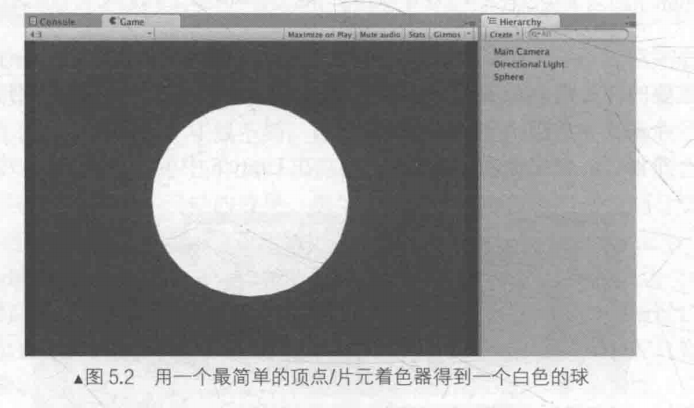 Console
Game
Hierarchy
4:3
Maximize on Play
Mute audio
Stats
Gizmos
Create
Q▾All
Main Camera
Directional Light
Sphere
▲图 5.2 用一个最简单的顶点/片元着色器得到一个白色的球